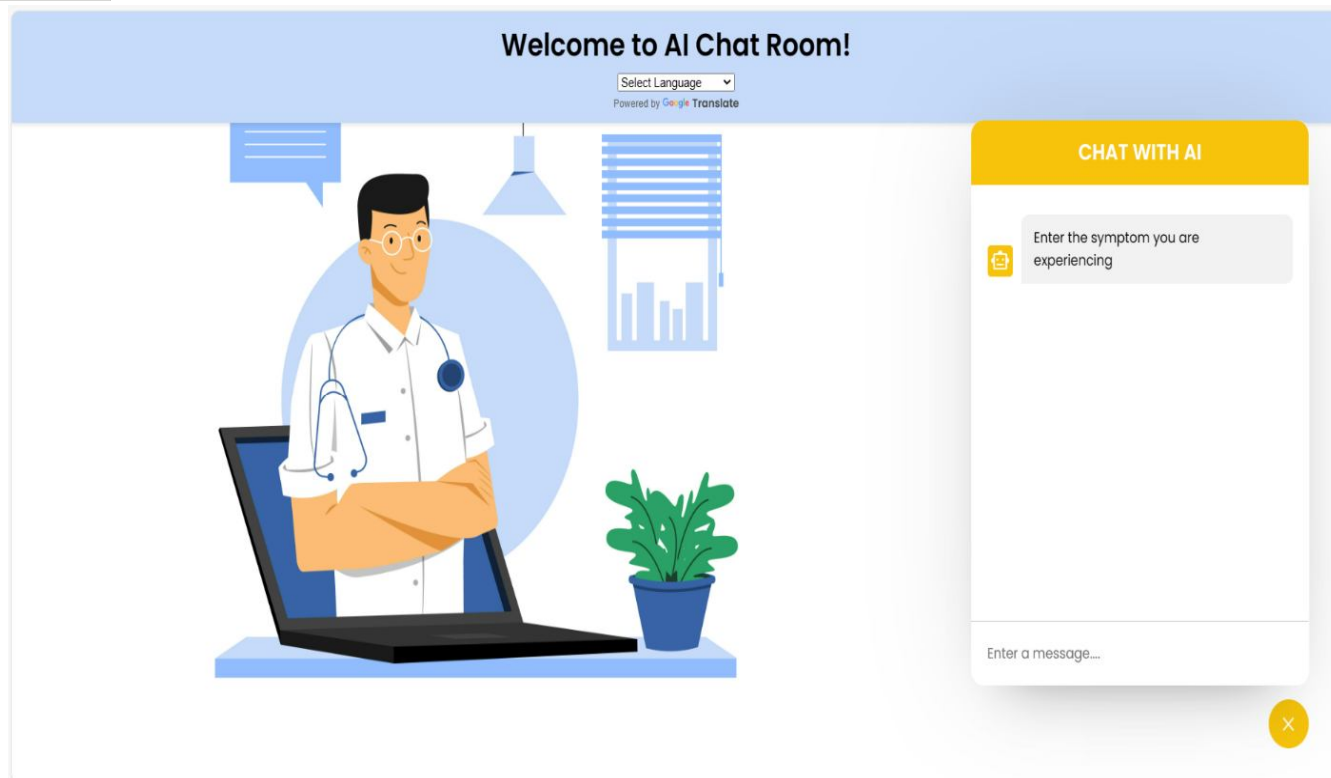 Welcome to AI Chat Room!
Select Language
Powered by Google Translate
CHAT WITH AI
Enter the symptom you are
experiencing
Enter a message....